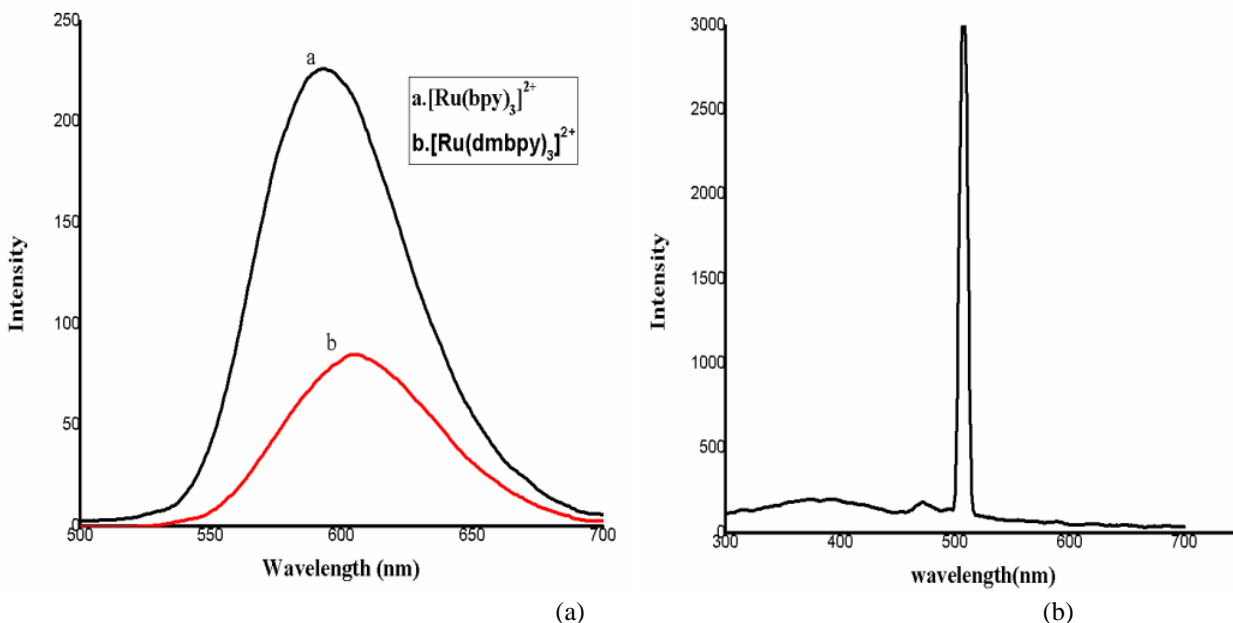 250
200
150
100
50
0
Intensity
a
b
a.[Ru(bpy)3]2+
b.[Ru(dmbpy)3]2+
500 550 600 650 700
Wavelength (nm)
(a)
3000
2500
2000
1500
1000
500
0
Intensity
300 400 500 600 700
wavelength(nm)
(b)